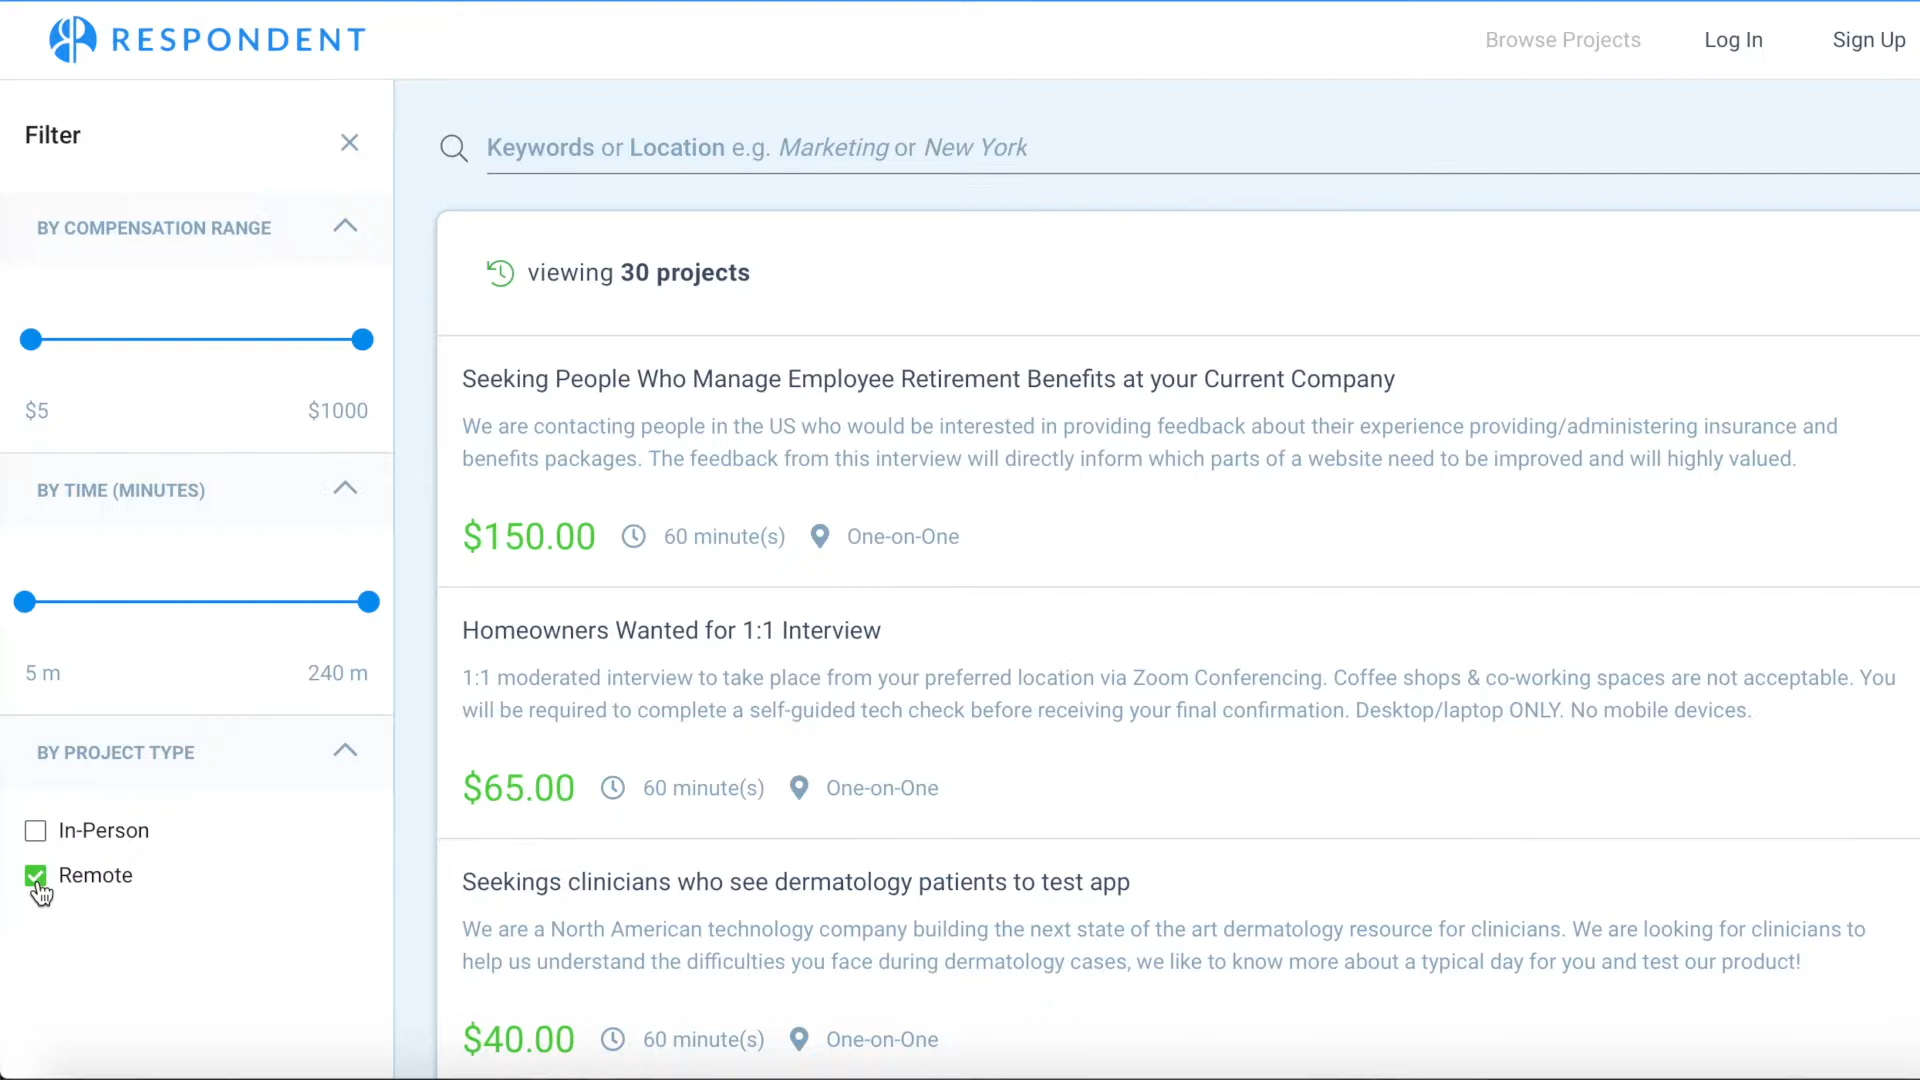 RESPONDENT
Browse Projects
Log In
Sign Up
Filter
BY COMPENSATION RANGE
$5
$1000
BY TIME (MINUTES)
5 m
240 m
BY PROJECT TYPE
In-Person
Remote
Keywords or Location e.g. Marketing or New York
viewing 30 projects
Seeking People Who Manage Employee Retirement Benefits at your Current Company
We are contacting people in the US who would be interested in providing feedback about their experience providing/administering insurance and
benefits packages. The feedback from this interview will directly inform which parts of a website need to be improved and will highly valued.
$150.00 60 minute(s) One-on-One
Homeowners Wanted for 1:1 Interview
1:1 moderated interview to take place from your preferred location via Zoom Conferencing. Coffee shops & co-working spaces are not acceptable. You
will be required to complete a self-guided tech check before receiving your final confirmation. Desktop/laptop ONLY. No mobile devices.
$65.00 60 minute(s) One-on-One
Seekings clinicians who see dermatology patients to test app
We are a North American technology company building the next state of the art dermatology resource for clinicians. We are looking for clinicians to
help us understand the difficulties you face during dermatology cases, we like to know more about a typical day for you and test our product!
$40.00 60 minute(s) One-on-One